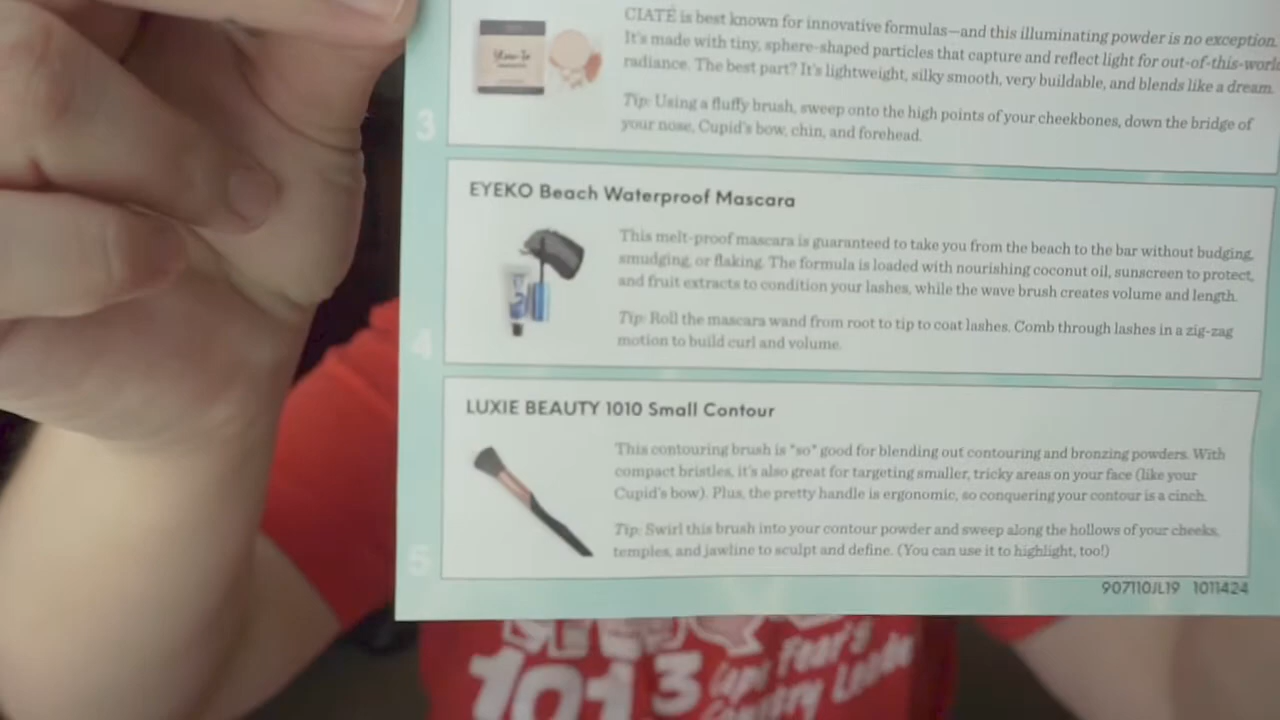 CIATÉ is best known for innovative formulas—and this illuminating powder is no exception.
It's made with tiny, sphere-shaped particles that capture and reflect light for out-of-this-world
radiance. The best part? It's lightweight, silky smooth, very buildable, and blends like a dream.
Tip: Using a fluffy brush, sweep onto the high points of your cheekbones, down the bridge of
your nose, Cupid's bow, chin, and forehead.
3
EYEKO Beach Waterproof Mascara
This melt-proof mascara is guaranteed to take you from the beach to the bar without budging,
smudging, or flaking. The formula is loaded with nourishing coconut oil, sunscreen to protect,
and fruit extracts to condition your lashes, while the wave brush creates volume and length.
Tip: Roll the mascara wand from root to tip to coat lashes. Comb through lashes in a zig-zag
motion to build curl and volume.
4
LUXIE BEAUTY 1010 Small Contour
This contouring brush is *so* good for blending out contouring and bronzing powders. With
compact bristles, it's also great for targeting smaller, tricky areas on your face (like your
Cupid's bow). Plus, the pretty handle is ergonomic, so conquering your contour is a cinch.
Tip: Swirl this brush into your contour powder and sweep along the hollows of your cheeks,
temples, and jawline to sculpt and define. (You can use it to highlight, too!)
5
907110JL19 1011424
101.3 Cape Fear's
Country Leader